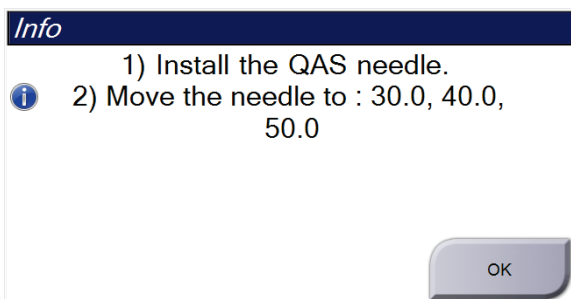 Info
1) Install the QAS needle.
2) Move the needle to : 30.0, 40.0,
50.0
OK